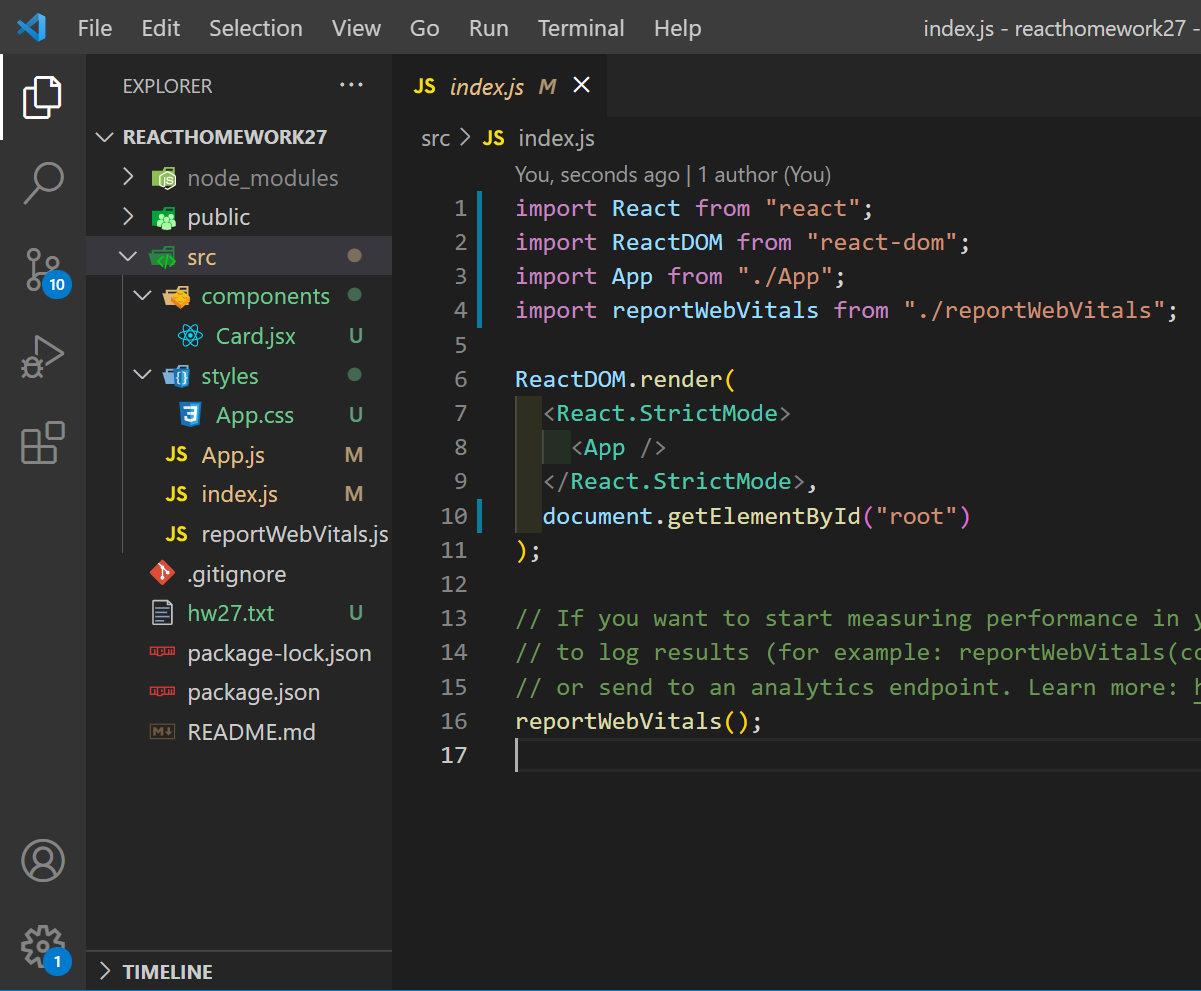 File Edit Selection View Go Run Terminal Help index.js - reacthomework27 -
EXPLORER ···
REACTHOMEWORK27
node_modules
public
src
components
Card.jsx U
styles
App.css U
JS App.js M
JS index.js M
JS reportWebVitals.js
.gitignore
hw27.txt U
package-lock.json
package.json
README.md
TIMELINE
10
1
JS index.js M
src > JS index.js
You, seconds ago | 1 author (You)
1 import React from "react";
2 import ReactDOM from "react-dom";
3 import App from "./App";
4 import reportWebVitals from "./reportWebVitals";
5
6 ReactDOM.render(
7 <React.StrictMode>
8 <App />
9 </React.StrictMode>,
10 document.getElementById("root")
11 );
12
13 // If you want to start measuring performance in y
14 // to log results (for example: reportWebVitals(co
15 // or send to an analytics endpoint. Learn more: h
16 reportWebVitals();
17